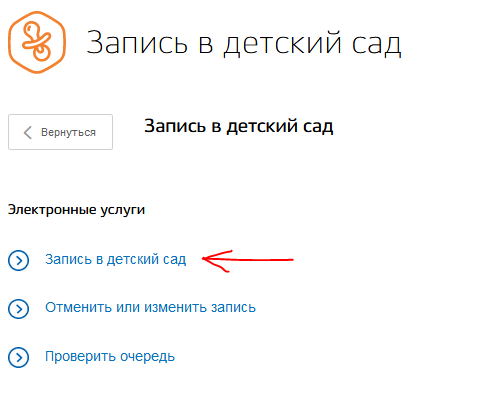 Запись в детский сад
Вернуться
Запись в детский сад
Электронные услуги
Запись в детский сад
Отменить или изменить запись
Проверить очередь